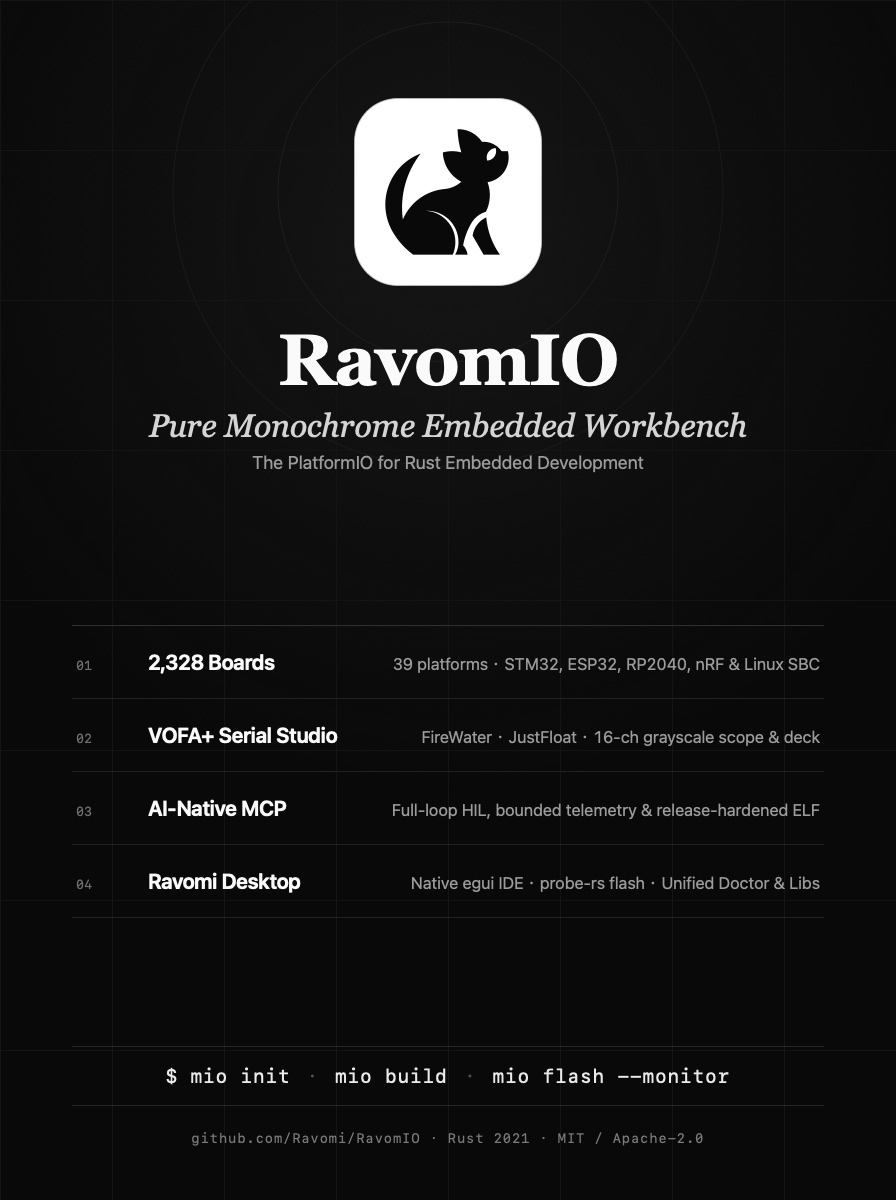 RavomIO
Pure Monochrome Embedded Workbench
The PlatformIO for Rust Embedded Development
01 2,328 Boards 39 platforms · STM32, ESP32, RP2040, nRF & Linux SBC
02 VOFA+ Serial Studio FireWater · JustFloat · 16-ch grayscale scope & deck
03 AI-Native MCP Full-loop HIL, bounded telemetry & release-hardened ELF
04 Ravomi Desktop Native egui IDE · probe-rs flash · Unified Doctor & Libs
$ mio init · mio build · mio flash --monitor
github.com/Ravomi/RavomIO · Rust 2021 · MIT / Apache-2.0